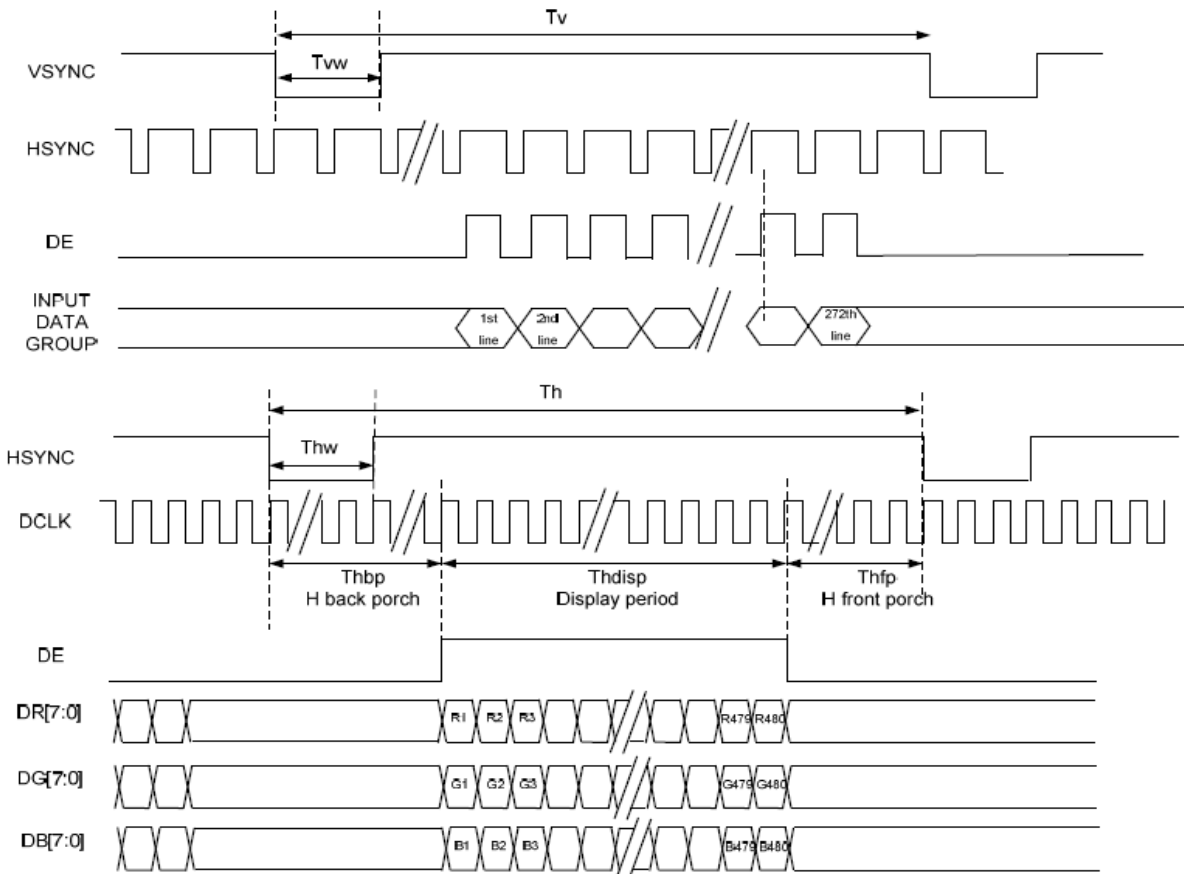 Tv
Tvw
VSYNC
HSYNC
DE
INPUT
DATA
GROUP
1st
line
2nd
line
272th
line
Th
Thw
HSYNC
DCLK
Thbp
H back porch
Thdisp
Display period
Thfp
H front porch
DE
DR[7:0]
R1 R2 R3 R479 R480
DG[7:0]
G1 G2 G3 G479 G480
DB[7:0]
B1 B2 B3 B479 B480